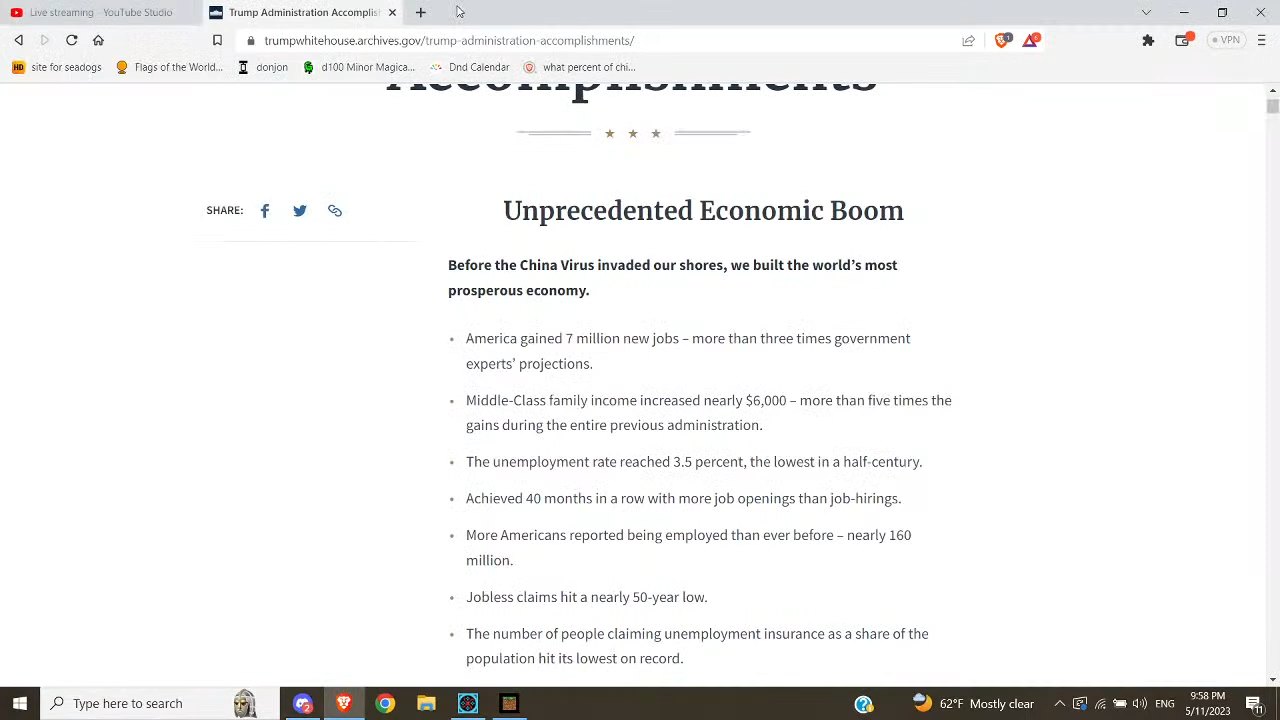 Live streaming - YouTube Studio
Trump Administration Accomplis
trumpwhitehouse.archives.gov/trump-administration-accomplishments/
1
VPN
HD site for seadogs
Flags of the Worl...
donjon
d100 Minor Magica...
Dnd Calendar
what percent of chi...
Accomplishments
SHARE:
Unprecedented Economic Boom
Before the China Virus invaded our shores, we built the world's most
prosperous economy.
America gained 7 million new jobs – more than three times government
experts' projections.
Middle-Class family income increased nearly $6,000 – more than five times the
gains during the entire previous administration.
The unemployment rate reached 3.5 percent, the lowest in a half-century.
Achieved 40 months in a row with more job openings than job-hirings.
More Americans reported being employed than ever before – nearly 160
million.
Jobless claims hit a nearly 50-year low.
The number of people claiming unemployment insurance as a share of the
population hit its lowest on record.
Type here to search
62°F Mostly clear
9:58 PM
5/11/2023